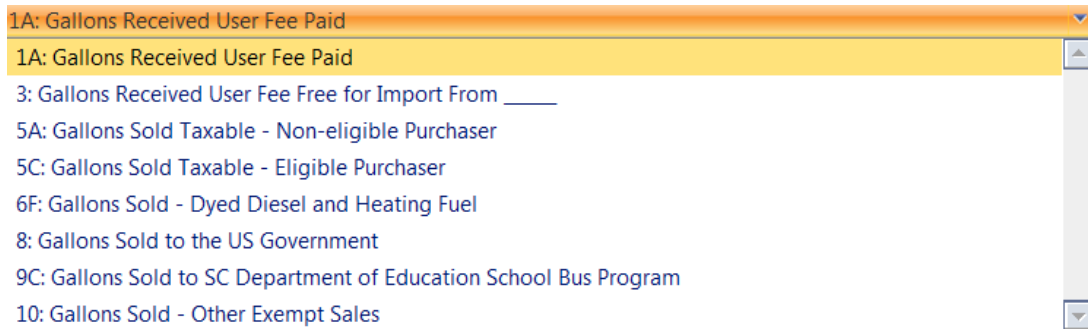 1A: Gallons Received User Fee Paid
1A: Gallons Received User Fee Paid
3: Gallons Received User Fee Free for Import From _____
5A: Gallons Sold Taxable - Non-eligible Purchaser
5C: Gallons Sold Taxable - Eligible Purchaser
6F: Gallons Sold - Dyed Diesel and Heating Fuel
8: Gallons Sold to the US Government
9C: Gallons Sold to SC Department of Education School Bus Program
10: Gallons Sold - Other Exempt Sales